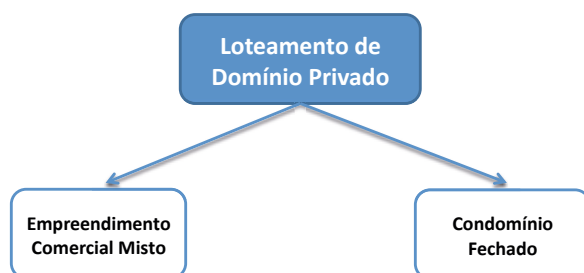 Loteamento de
Domínio Privado
Empreendimento
Comercial Misto
Condomínio
Fechado